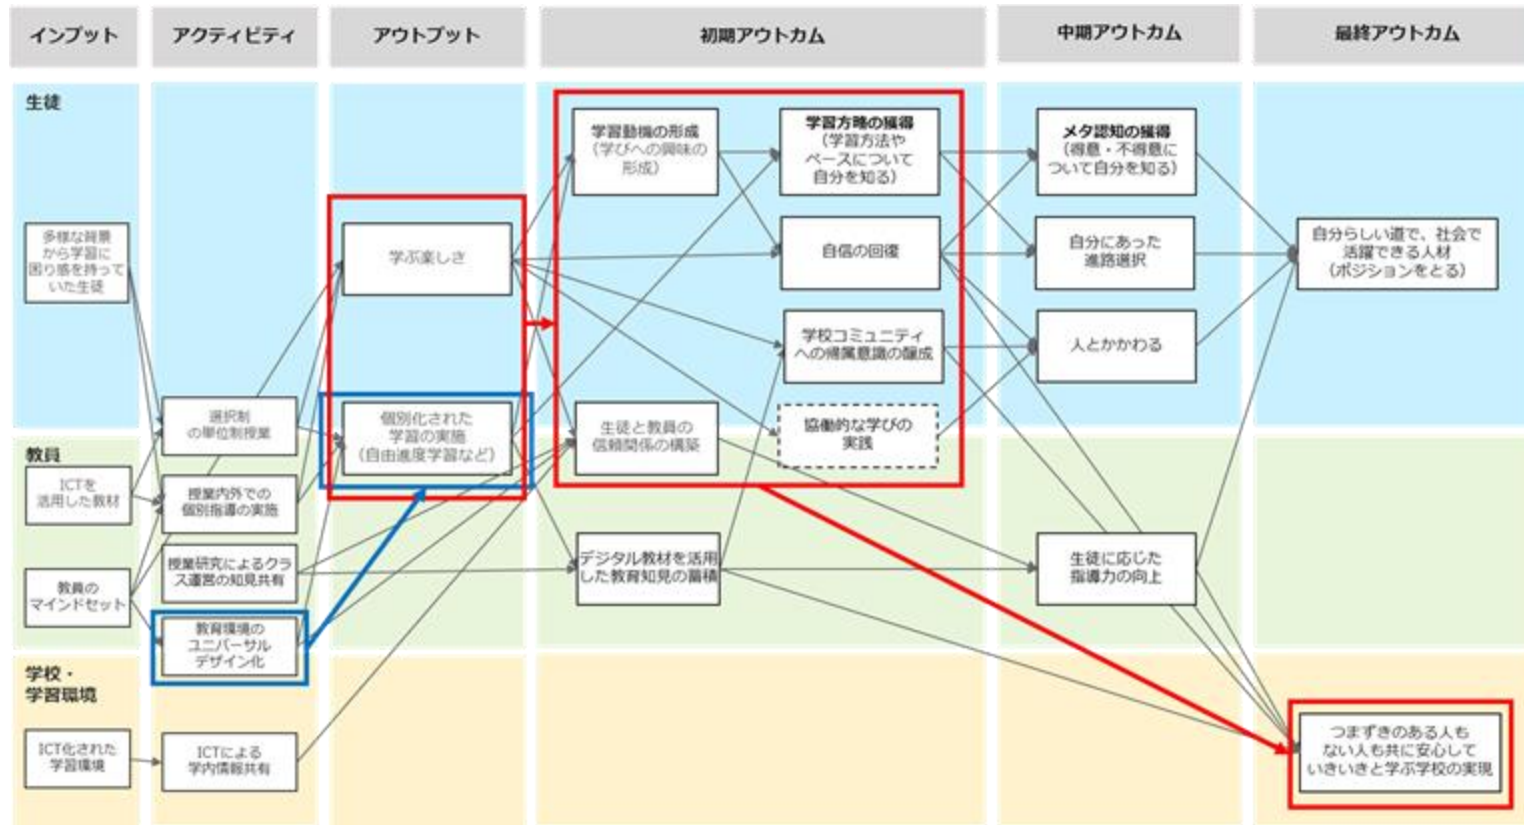 インプット
アクティビティ
アウトプット
初期アウトカム
中期アウトカム
最終アウトカム
生徒
多様な背景
から学習に
困り感を持って
いた生徒
学ぶ楽しさ
学習動機の形成
（学びへの興味の
形成）
学習方略の獲得
（学習方法や
ペースについて
自分を知る）
自信の回復
学校コミュニティ
への帰属意識の醸成
協働的な学びの
実践
メタ認知の獲得
（得意・不得意に
ついて自分を知る）
自分にあった
進路選択
人とかかわる
自分らしい道で、社会で
活躍できる人材
（ポジションをとる）
選択制
の単位制授業
個別化された
学習の実施
（自由進度学習など）
生徒と教員の
信頼関係の構築
教員
ICTを
活用した教材
教員の
マインドセット
授業内外での
個別指導の実施
授業研究によるクラ
ス運営の知見共有
教育環境の
ユニバーサル
デザイン化
デジタル教材を活用
した教育知見の蓄積
生徒に応じた
指導力の向上
学校・
学習環境
ICT化された
学習環境
ICTによる
学内情報共有
つまずきのある人も
ない人も共に安心して
いきいきと学ぶ学校の実現